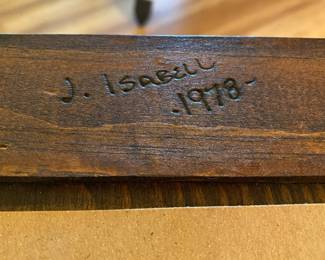 J. ISABELL
.1978-